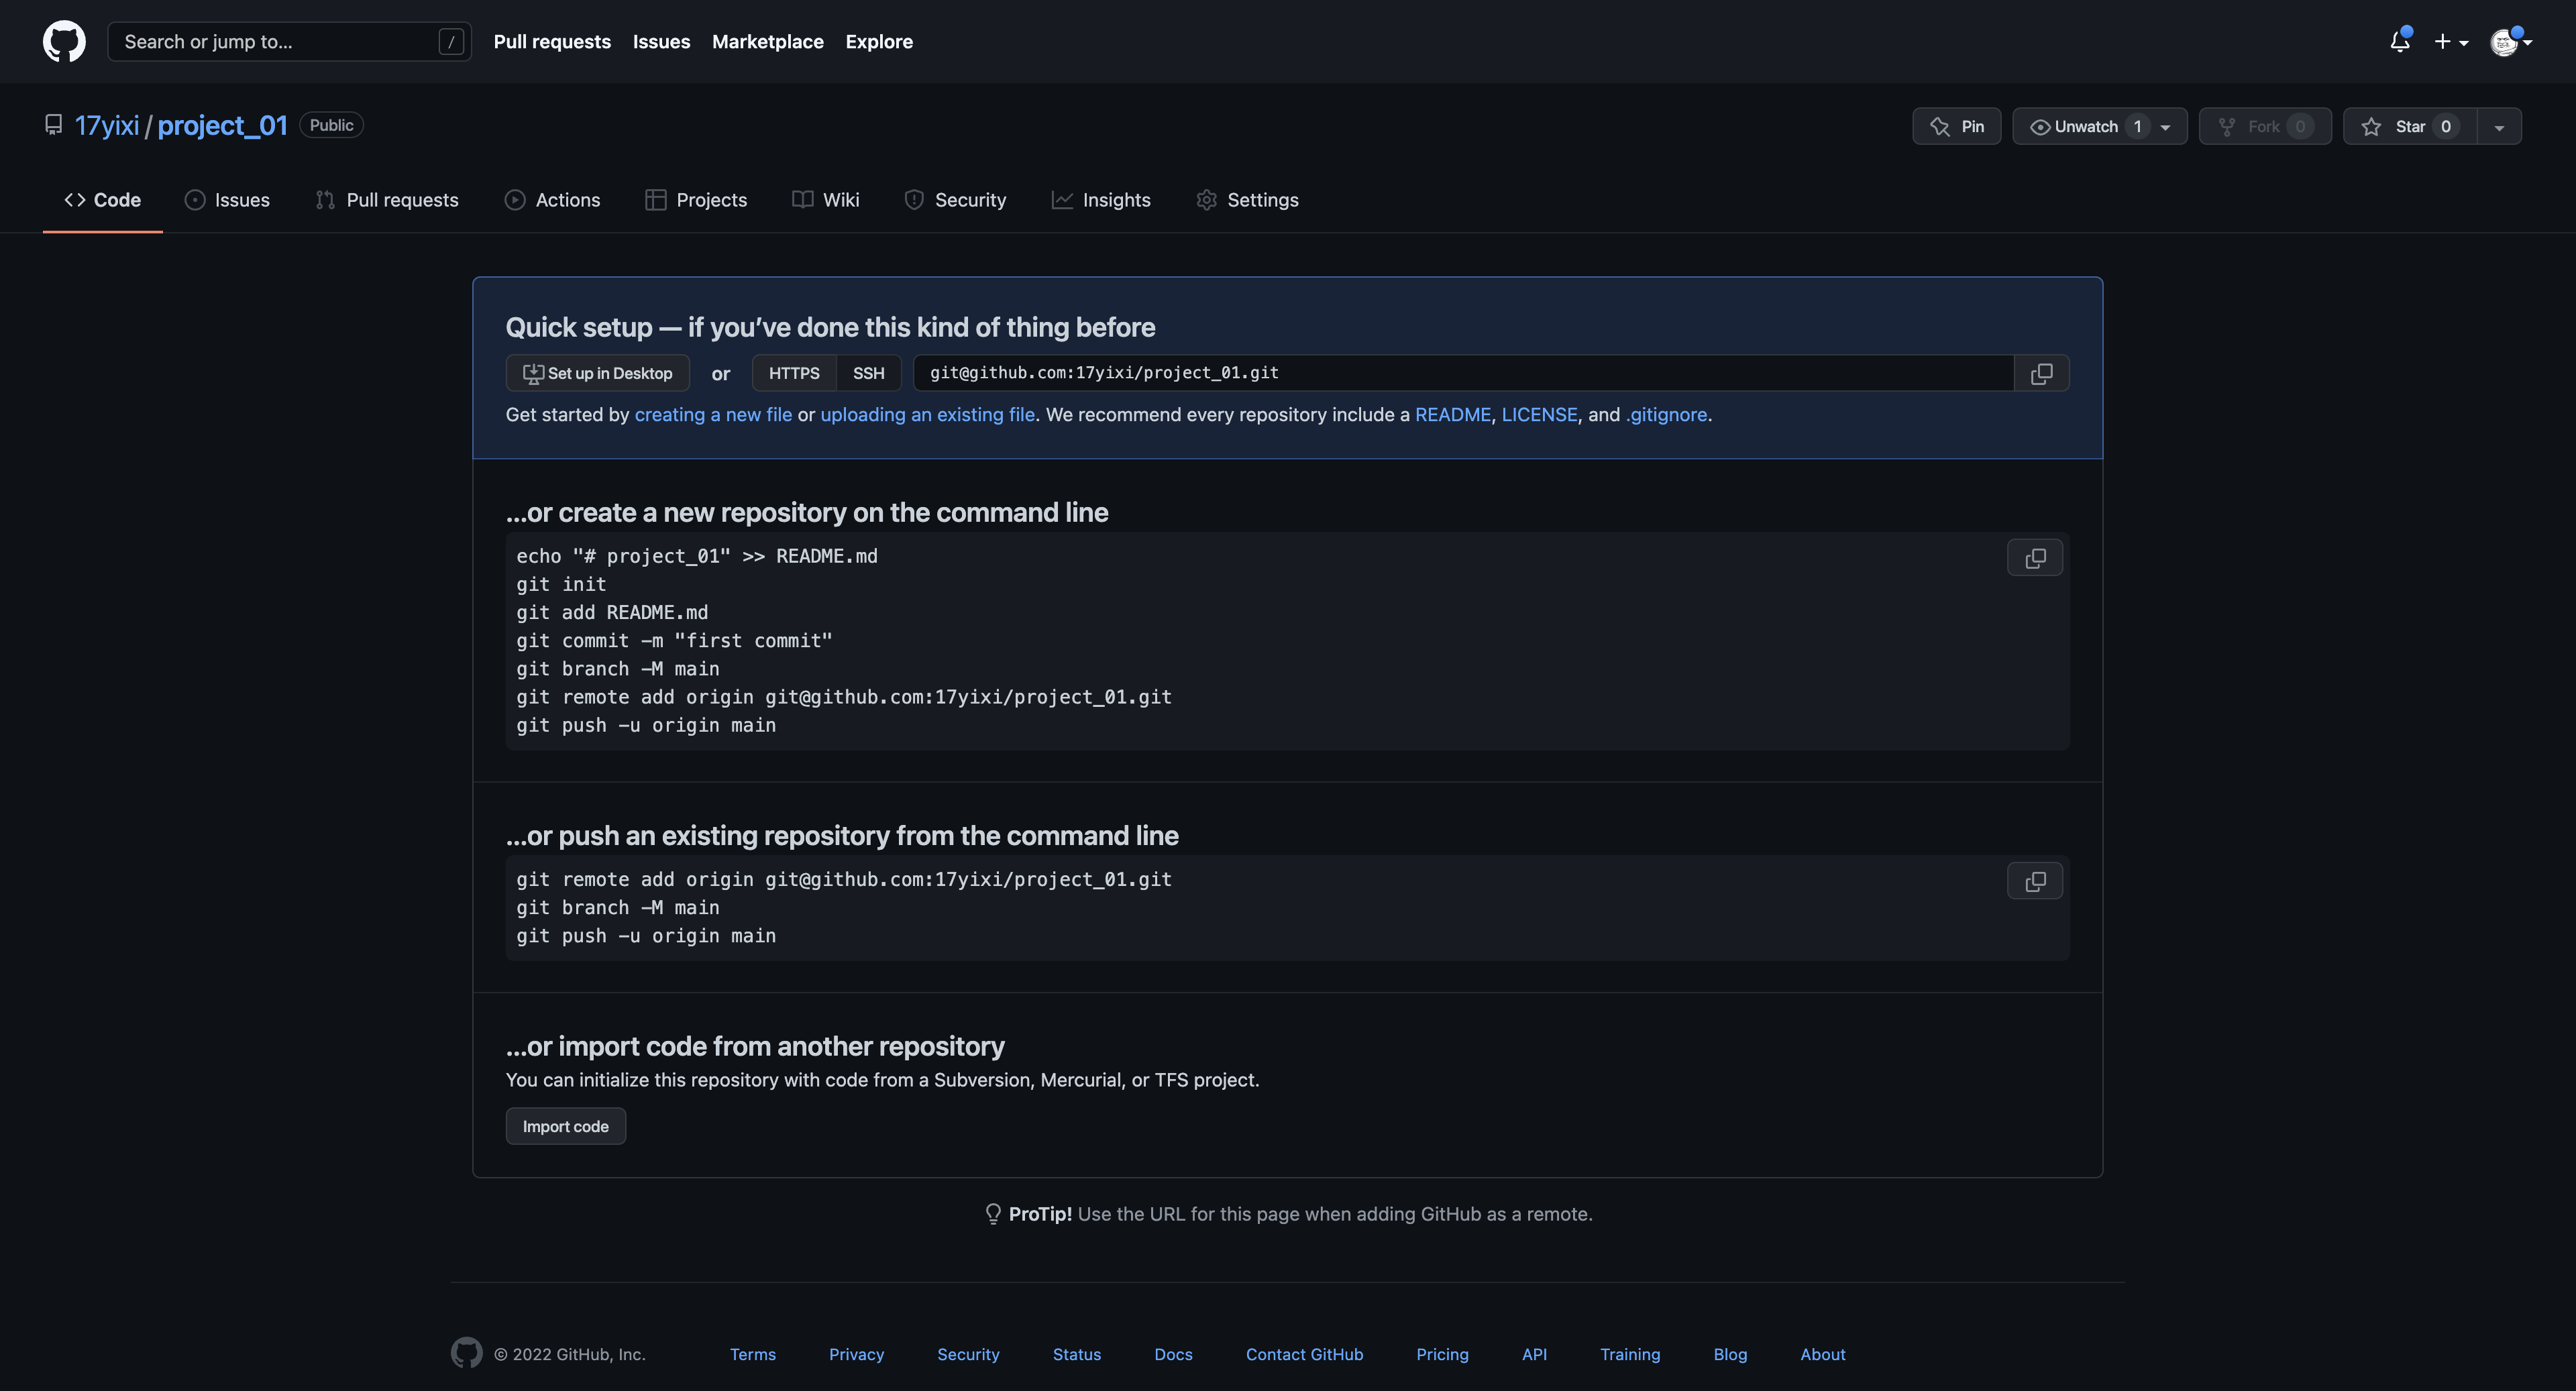 Search or jump to... /
Pull requests Issues Marketplace Explore
17yixi / project_01 Public
Pin Unwatch 1 Fork 0 Star 0
Code Issues Pull requests Actions Projects Wiki Security Insights Settings
Quick setup — if you’ve done this kind of thing before
Set up in Desktop or HTTPS SSH git@github.com:17yixi/project_01.git
Get started by creating a new file or uploading an existing file. We recommend every repository include a README, LICENSE, and .gitignore.
…or create a new repository on the command line
echo "# project_01" >> README.md
git init
git add README.md
git commit -m "first commit"
git branch -M main
git remote add origin git@github.com:17yixi/project_01.git
git push -u origin main
…or push an existing repository from the command line
git remote add origin git@github.com:17yixi/project_01.git
git branch -M main
git push -u origin main
…or import code from another repository
You can initialize this repository with code from a Subversion, Mercurial, or TFS project.
Import code
ProTip! Use the URL for this page when adding GitHub as a remote.
© 2022 GitHub, Inc. Terms Privacy Security Status Docs Contact GitHub Pricing API Training Blog About